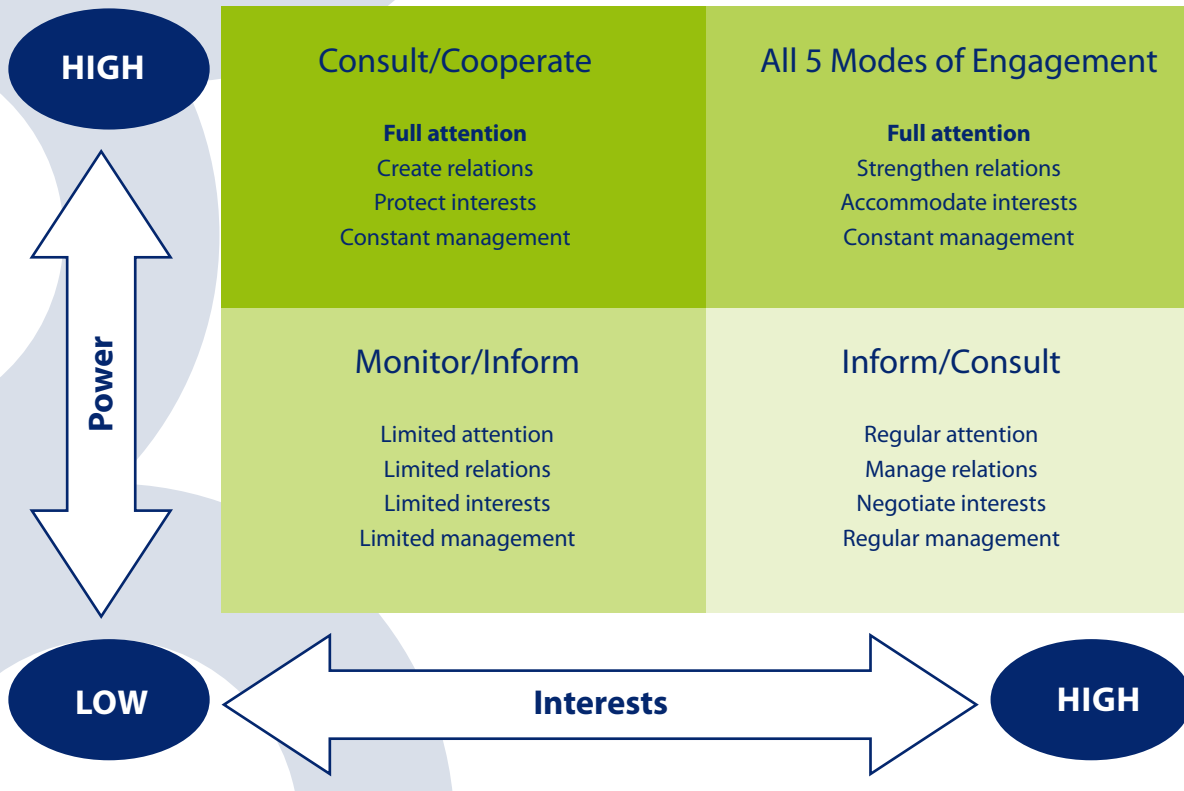 HIGH
Consult/Cooperate
Full attention
Create relations
Protect interests
Constant management
All 5 Modes of Engagement
Full attention
Strengthen relations
Accommodate interests
Constant management
Power
Monitor/Inform
Limited attention
Limited relations
Limited interests
Limited management
Inform/Consult
Regular attention
Manage relations
Negotiate interests
Regular management
LOW
Interests
HIGH